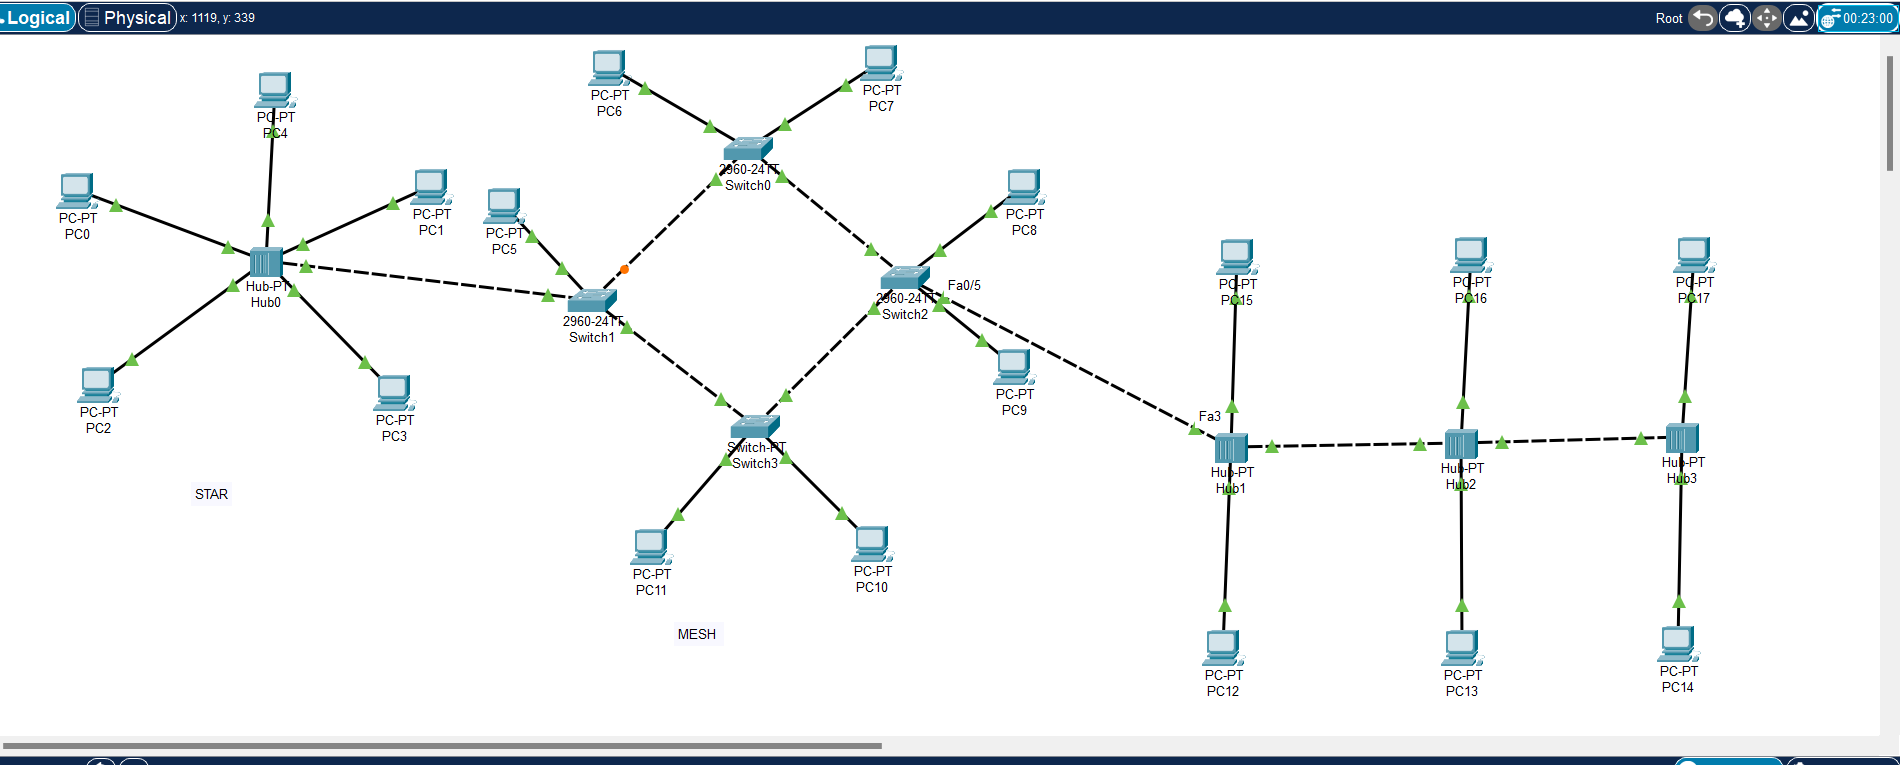 Logical
Physical
x: 1119, y: 339
Root
00:23:00
PC-PT
PC4
PC-PT
PC0
PC-PT
PC1
Hub-PT
Hub0
PC-PT
PC2
PC-PT
PC3
STAR
PC-PT
PC6
PC-PT
PC7
2960-24TT
Switch0
PC-PT
PC5
2960-24TT
Switch1
PC-PT
PC8
Fa0/5
2960-24TT
Switch2
PC-PT
PC9
Switch-PT
Switch3
PC-PT
PC11
PC-PT
PC10
MESH
PC-PT
PC15
PC-PT
PC16
PC-PT
PC17
Fa3
Hub-PT
Hub1
Hub-PT
Hub2
Hub-PT
Hub3
PC-PT
PC12
PC-PT
PC13
PC-PT
PC14